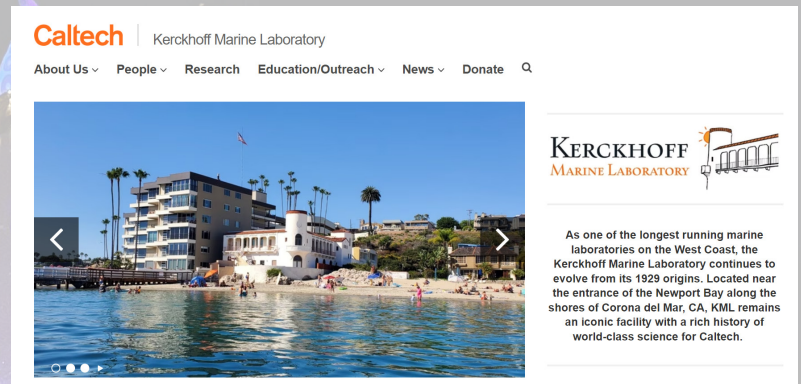 Caltech Kerckhoff Marine Laboratory
About Us People Research Education/Outreach News Donate
KERCKHOFF
MARINE LABORATORY
As one of the longest running marine
laboratories on the West Coast, the
Kerckhoff Marine Laboratory continues to
evolve from its 1929 origins. Located near
the entrance of the Newport Bay along the
shores of Corona del Mar, CA, KML remains
an iconic facility with a rich history of
world-class science for Caltech.